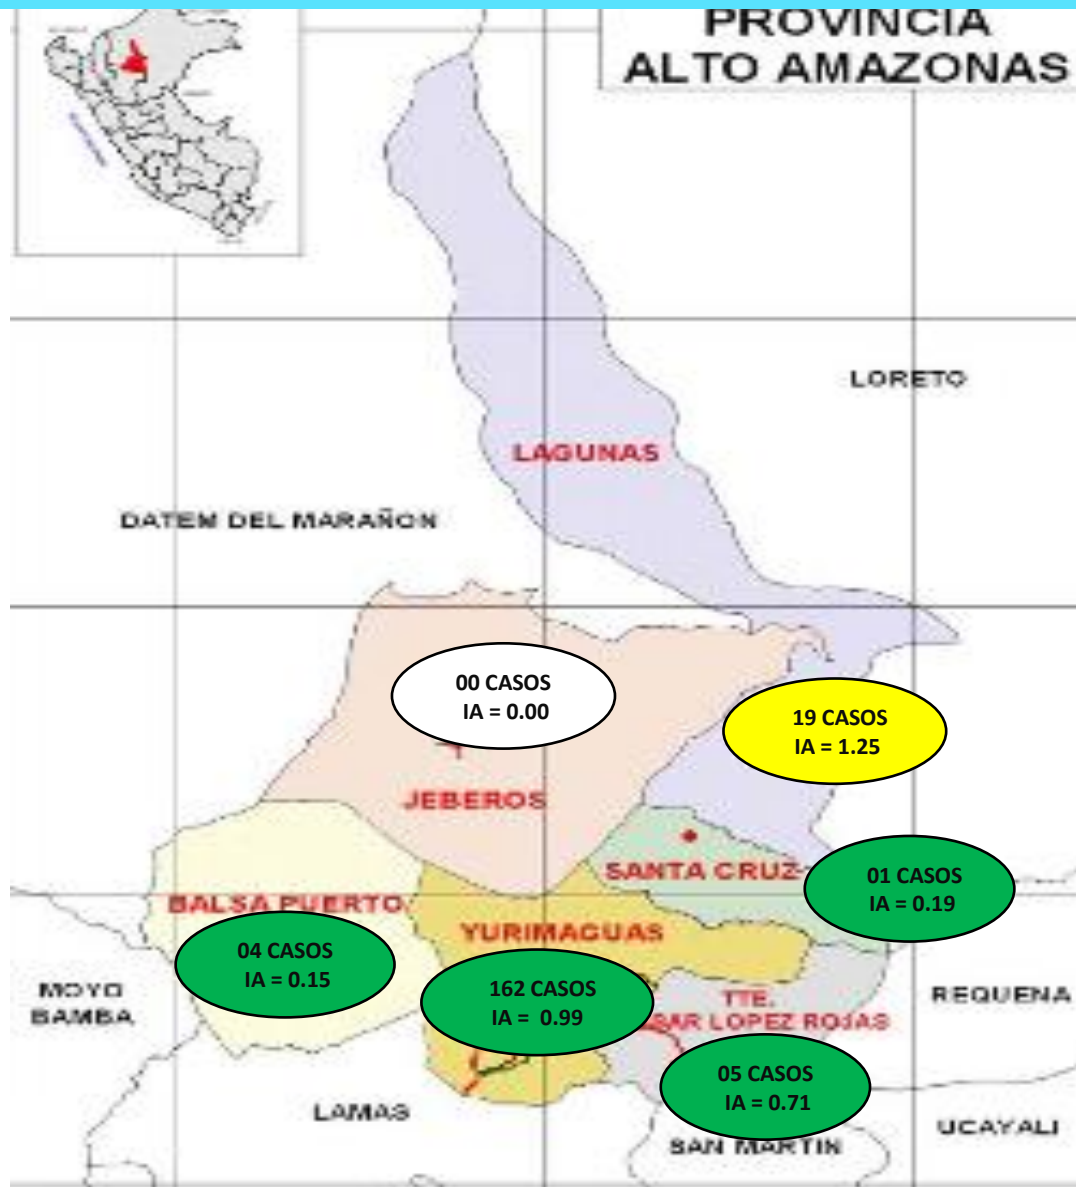 PROVINCIA
ALTO AMAZONAS
LORETO
LAGUNAS
DATEM DEL MARAÑON
00 CASOS
IA = 0.00
19 CASOS
IA = 1.25
JEBEROS
SANTA CRUZ
01 CASOS
IA = 0.19
BALSA PUERTO
YURIMAGUAS
04 CASOS
IA = 0.15
162 CASOS
IA = 0.99
MOYO
BAMBA
TTE.
SAR LOPEZ ROJAS
REQUENA
05 CASOS
IA = 0.71
LAMAS
SAN MARTIN
UCAYALI